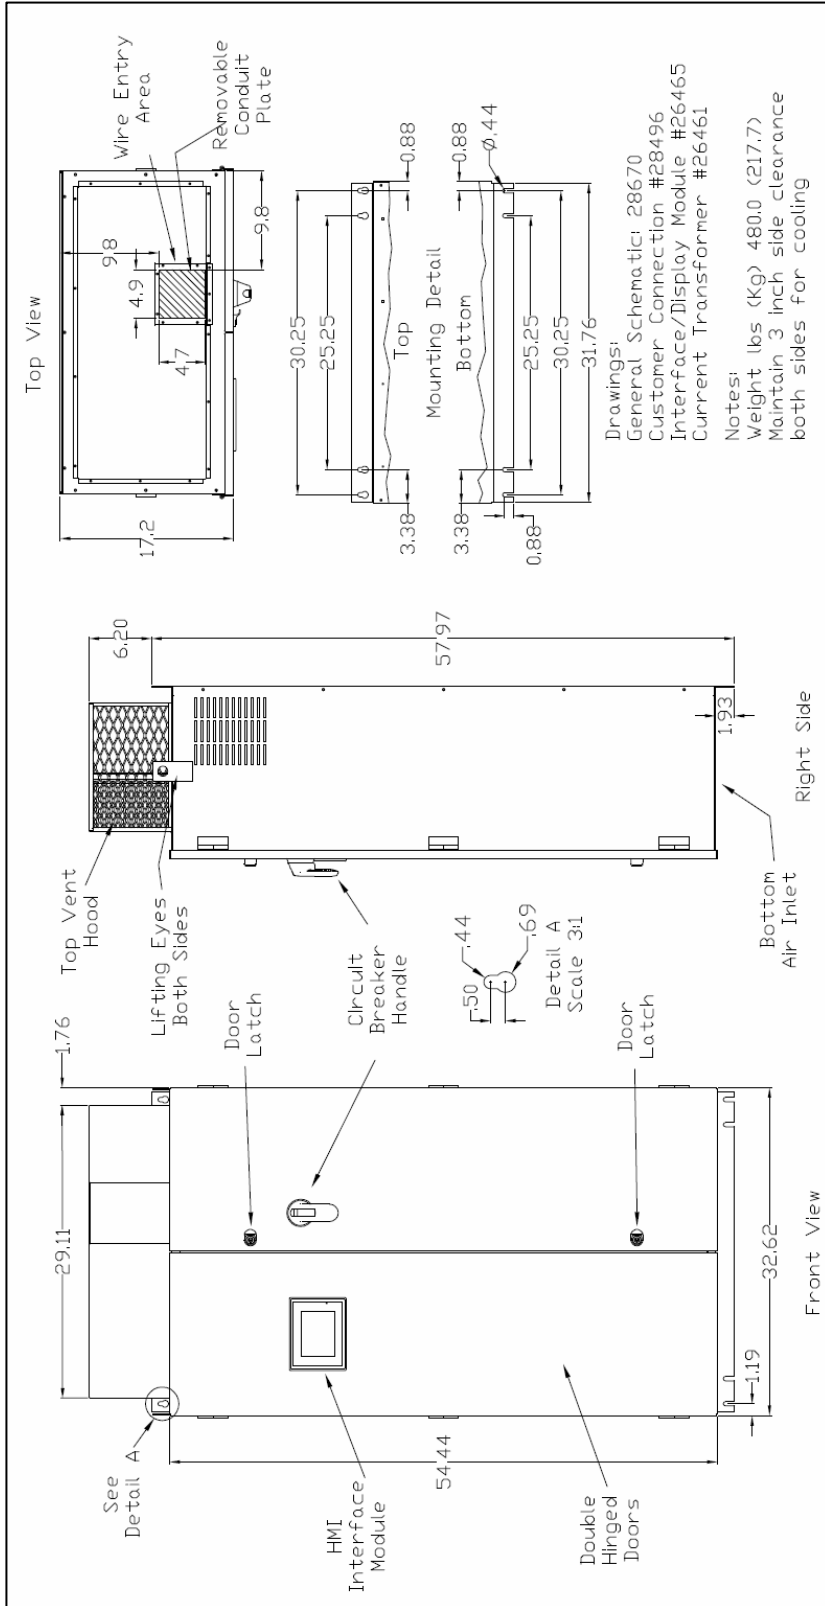 See
Detail A
29.11
1.76
HMI
Interface
Module
54.44
Double
Hinged
Doors
Door
Latch
Circuit
Breaker
Handle
Door
Latch
1.19
32.62
Front View
Top Vent
Hood
Lifting Eyes
Both Sides
.50
.44
.69
Detail A
Scale 3:1
6.20
57.97
1.93
Bottom
Air Inlet
Right Side
Top View
17.2
4.9
9.8
4.7
9.8
Wire Entry
Area
Removable
Conduit
Plate
30.25
25.25
3.38
0.88
Top
Mounting Detail
Bottom
3.38
0.88
0.88
Ø.44
25.25
30.25
31.76
Drawings:
General Schematic: 28670
Customer Connection #28496
Interface/Display Module #26465
Current Transformer #26461
Notes:
Weight lbs (Kg) 480.0 (217.7)
Maintain 3 inch side clearance
both sides for cooling